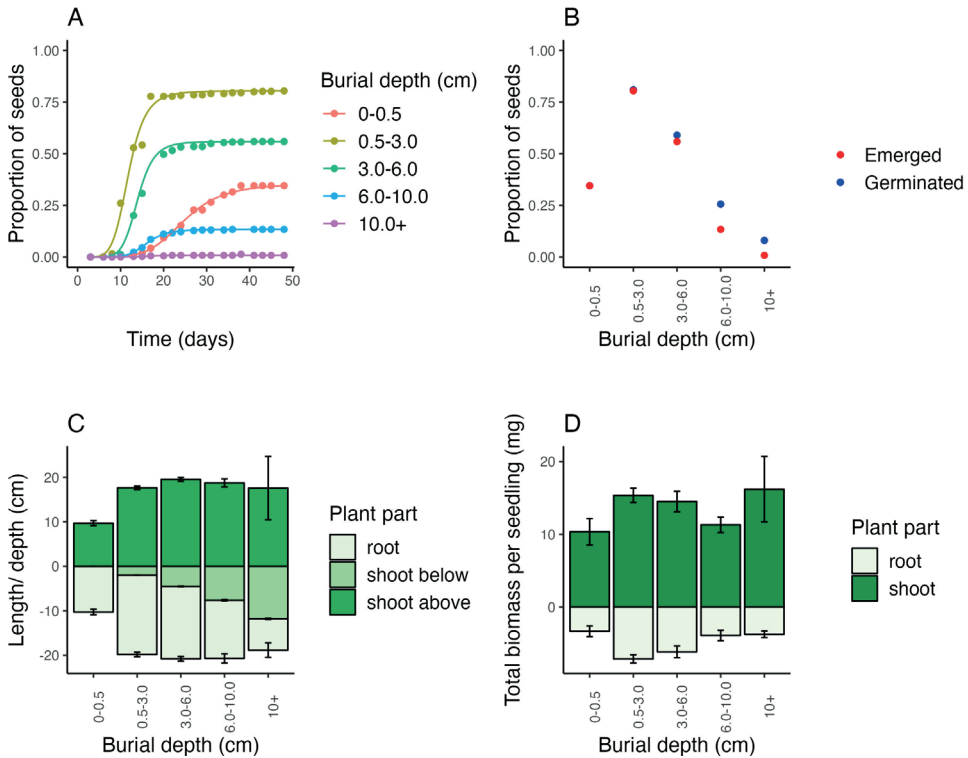 A
Proportion of seeds
1.00
0.75
0.50
0.25
0.00
0
10
20
30
40
50
Time (days)
Burial depth (cm)
0-0.5
0.5-3.0
3.0-6.0
6.0-10.0
10.0+
B
Proportion of seeds
1.00
0.75
0.50
0.25
0.00
0-0.5
0.5-3.0
3.0-6.0
6.0-10.0
10+
Burial depth (cm)
Emerged
Germinated
C
Length/ depth (cm)
20
10
0
-10
-20
0-0.5
0.5-3.0
3.0-6.0
6.0-10.0
10+
Burial depth (cm)
Plant part
root
shoot below
shoot above
D
Total biomass per seedling (mg)
20
10
0
0-0.5
0.5-3.0
3.0-6.0
6.0-10.0
10+
Burial depth (cm)
Plant part
root
shoot